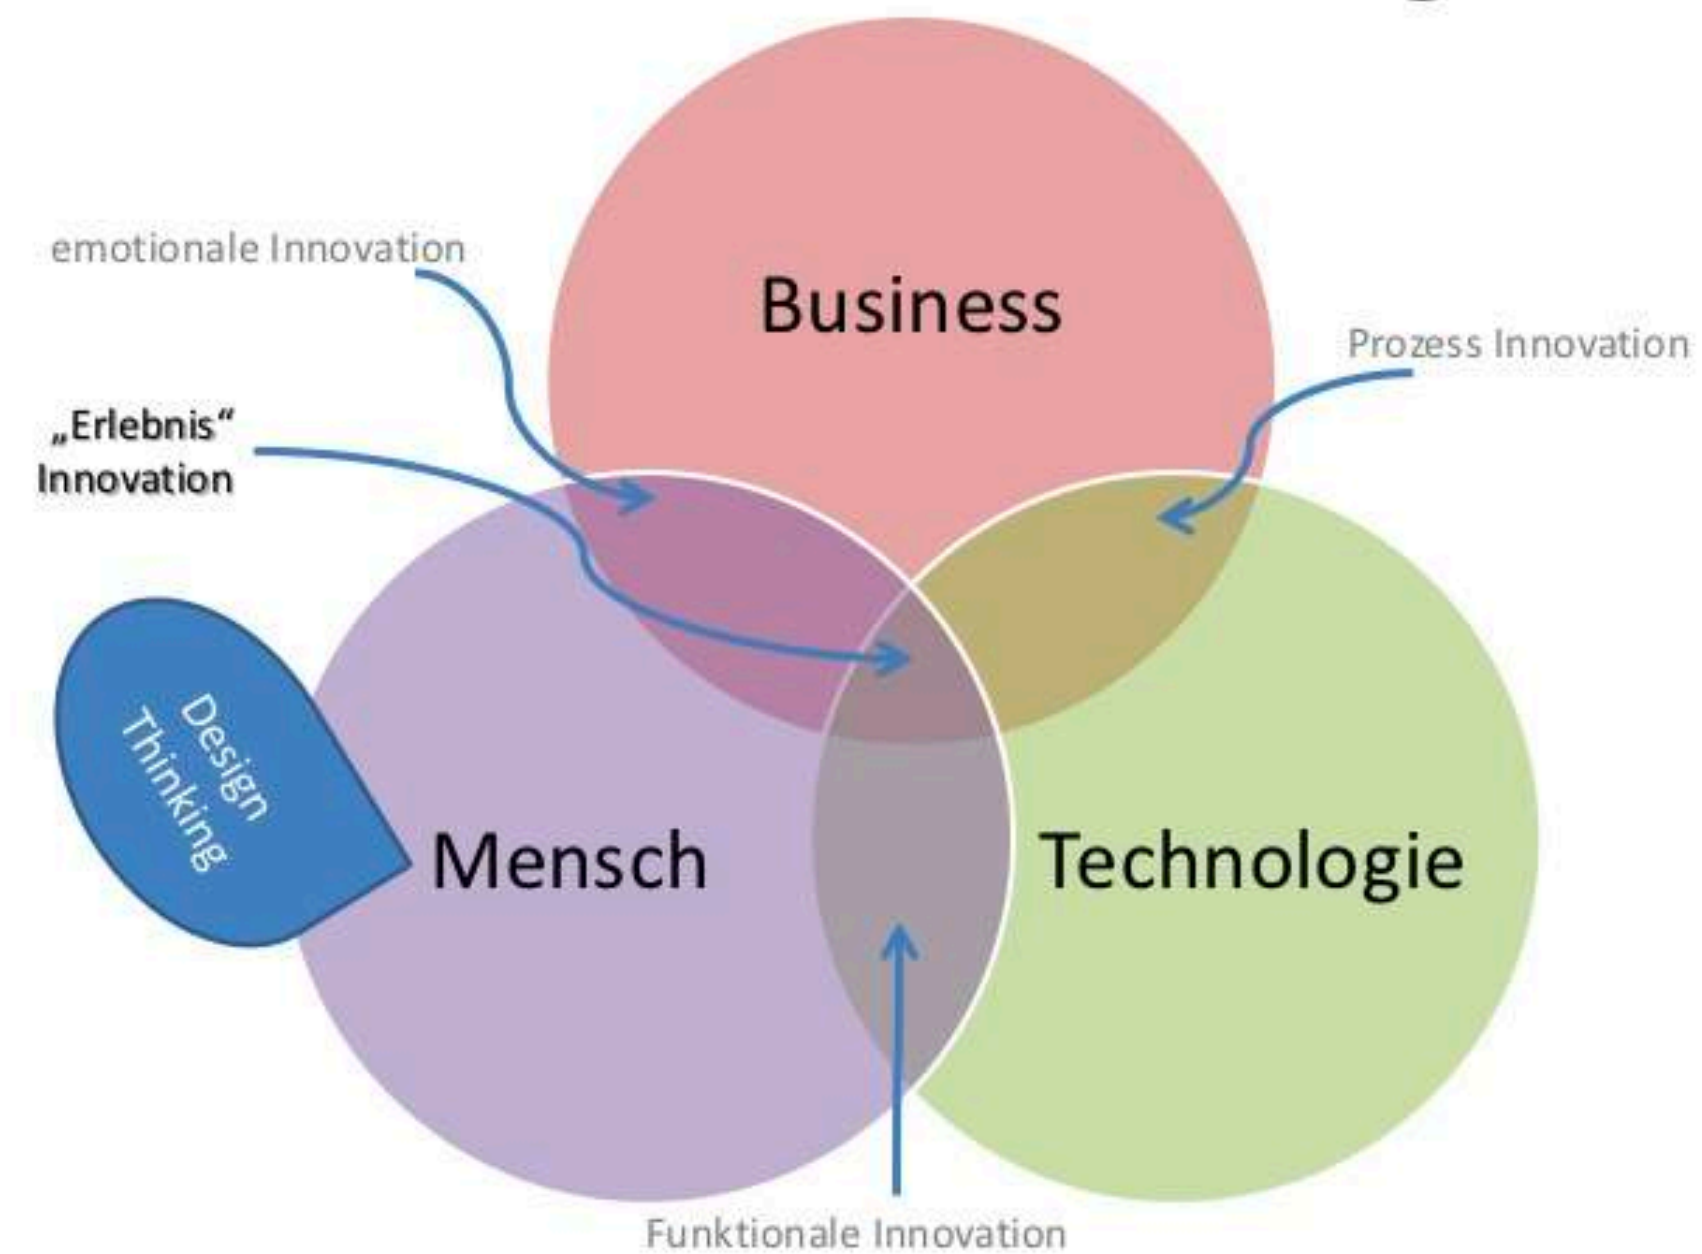 emotionale Innovation
Business
Prozess Innovation
„Erlebnis“
Innovation
Design
Thinking
Mensch
Technologie
Funktionale Innovation